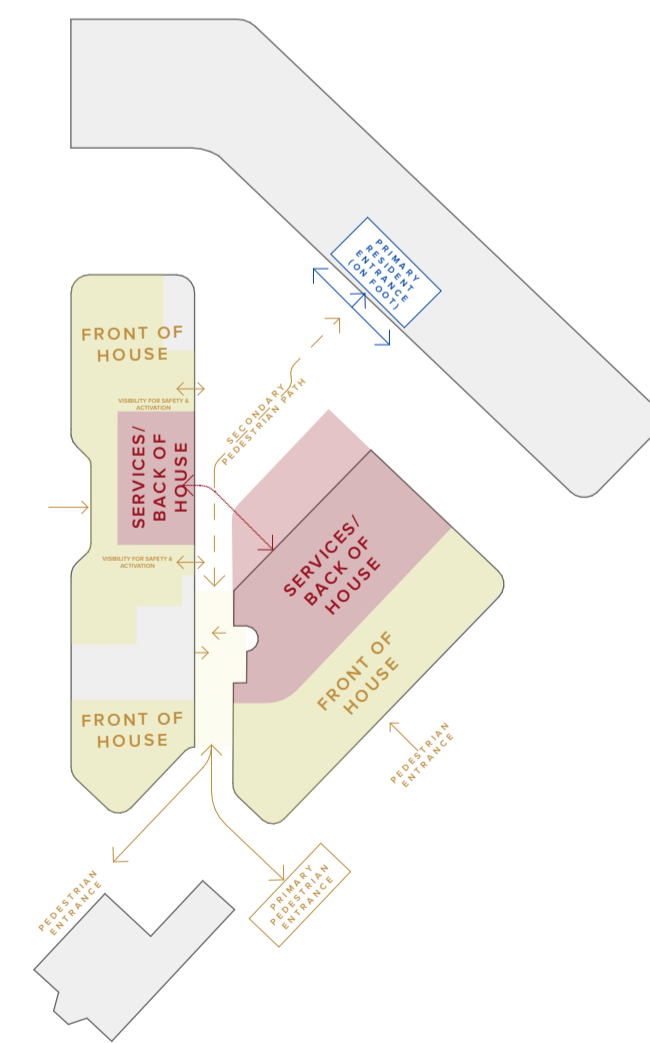 PRIMARY
RESIDENT
ENTRANCE
(ON FOOT)
FRONT OF
HOUSE
VISIBILITY FOR SAFETY &
ACTIVATION
SECONDARY
PEDESTRIAN PATH
SERVICES/
BACK OF
HOUSE
SERVICES/
BACK OF
HOUSE
VISIBILITY FOR SAFETY &
ACTIVATION
FRONT OF
HOUSE
FRONT OF
HOUSE
PEDESTRIAN
ENTRANCE
PEDESTRIAN
ENTRANCE
PRIMARY
PEDESTRIAN
ENTRANCE